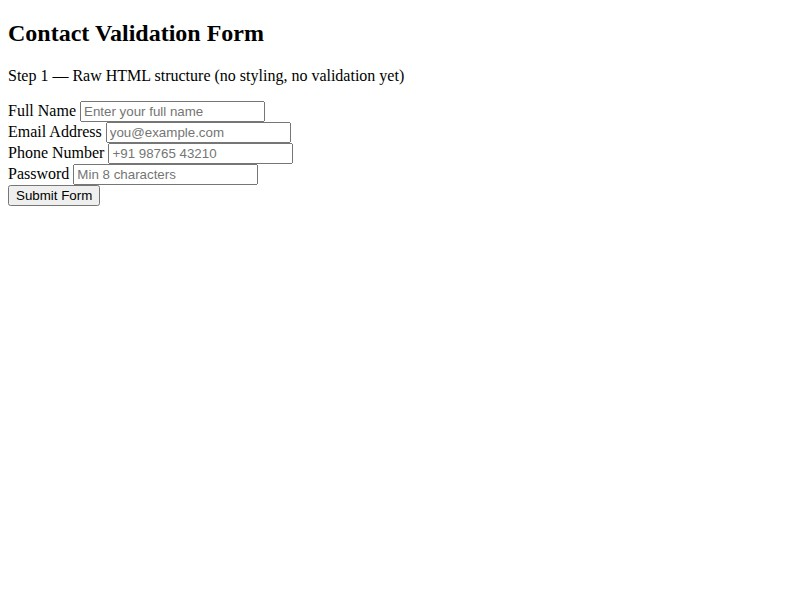 Contact Validation Form
Step 1 — Raw HTML structure (no styling, no validation yet)
Full Name Enter your full name
Email Address you@example.com
Phone Number +91 98765 43210
Password Min 8 characters
Submit Form